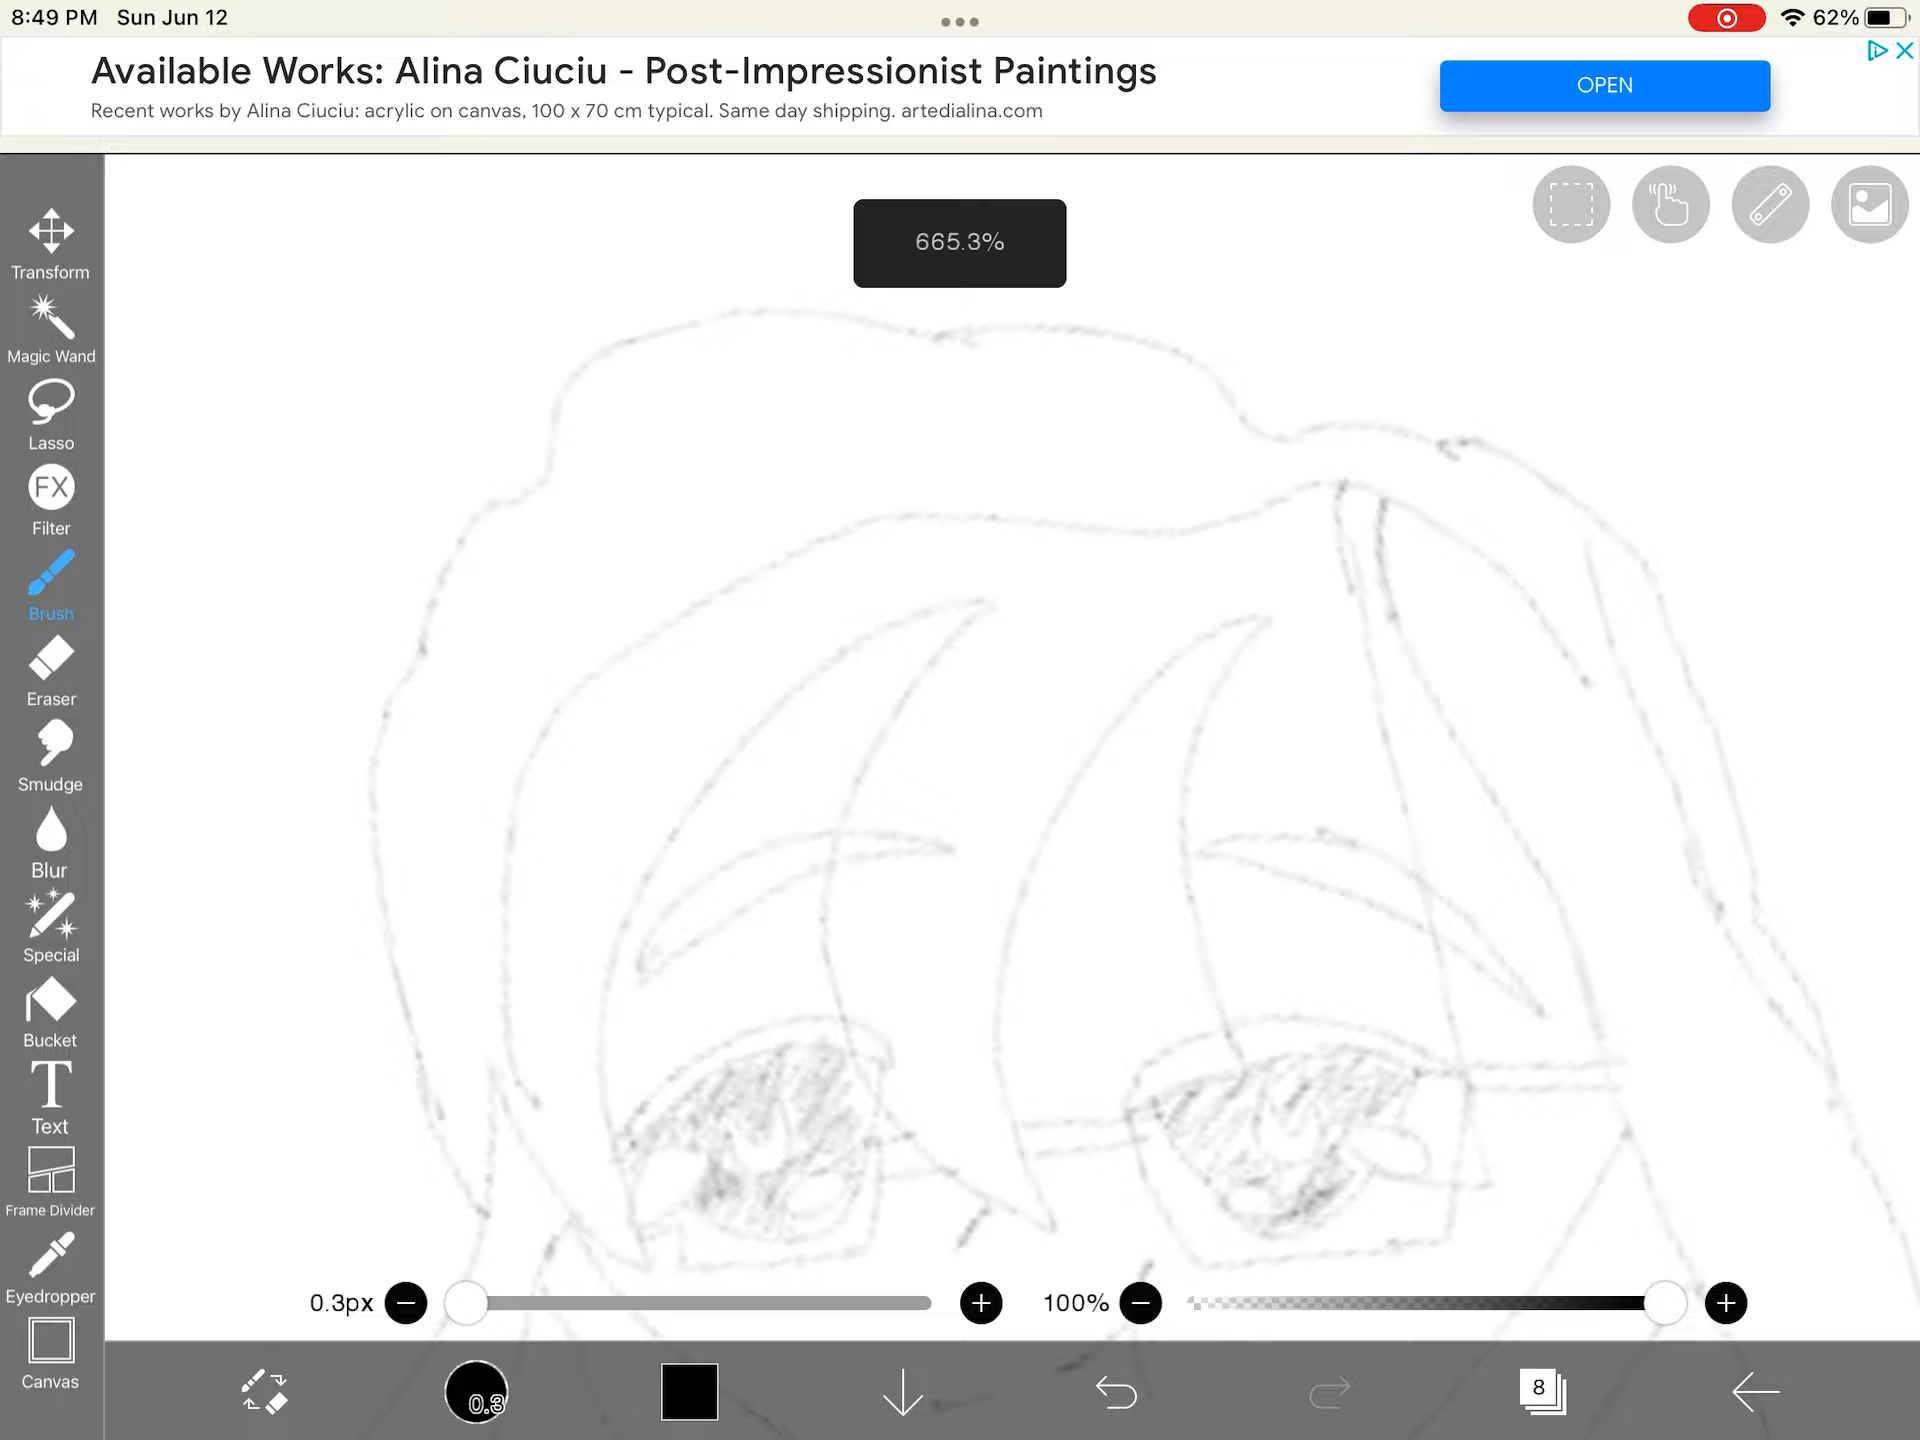 8:49 PM Sun Jun 12
62%
Available Works: Alina Ciuciu - Post-Impressionist Paintings
Recent works by Alina Ciuciu: acrylic on canvas, 100 x 70 cm typical. Same day shipping. artedialina.com
OPEN
665.3%
Transform
Magic Wand
Lasso
FX
Filter
Brush
Eraser
Smudge
Blur
Special
Bucket
T
Text
Frame Divider
Eyedropper
Canvas
0.3px
100%
0.3
8